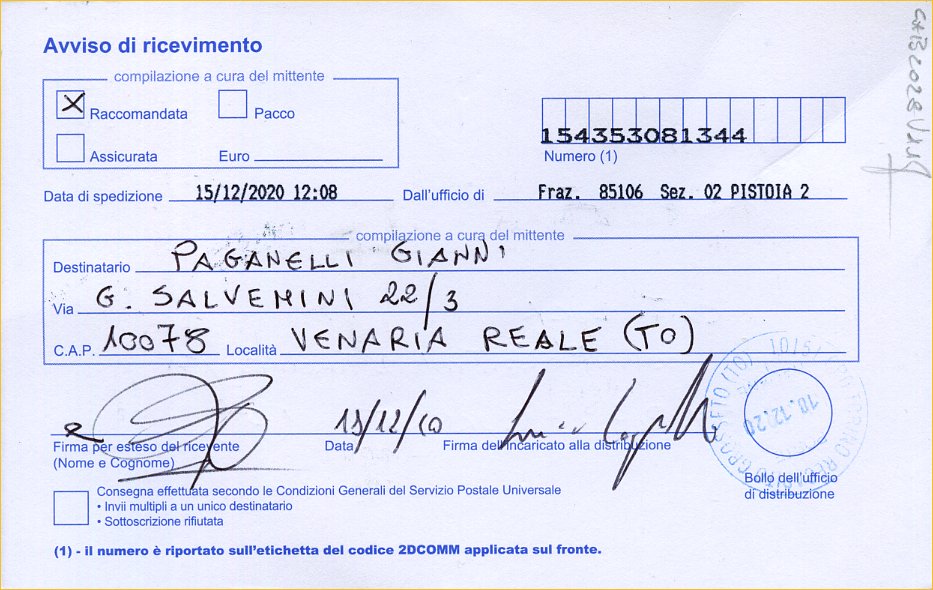 Avviso di ricevimento
compilazione a cura del mittente
X Raccomandata Pacco
Assicurata Euro
154353081344
Numero (1)
Data di spedizione 15/12/2020 12:08 Dall'ufficio di Fraz. 85106 Sez. 02 PISTOIA 2
compilazione a cura del mittente
Destinatario PAGANELLI GIANNI
Via G. SALVEMINI 22/3
C.A.P. 10078 Località VENARIA REALE (TO)
Firma per esteso del ricevente
(Nome e Cognome)
Data
Firma dell'incaricato alla distribuzione
18.12.20
Bollo dell'ufficio
di distribuzione
Consegna effettuata secondo le Condizioni Generali del Servizio Postale Universale
• Invii multipli a un unico destinatario
• Sottoscrizione rifiutata
(1) - il numero è riportato sull'etichetta del codice 2DCOMM applicata sul fronte.